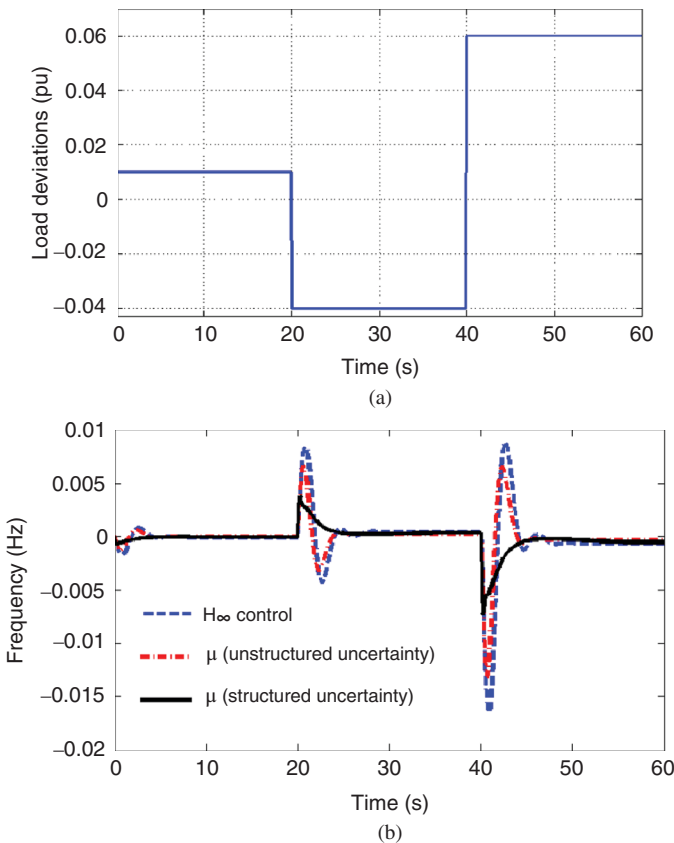 0.06
0.04
0.02
0
−0.02
−0.04
Load deviations (pu)
0 10 20 30 40 50 60
Time (s)
(a)
0.01
0.005
0
−0.005
−0.01
−0.015
−0.02
Frequency (Hz)
H∞ control
μ (unstructured uncertainty)
μ (structured uncertainty)
0 10 20 30 40 50 60
Time (s)
(b)